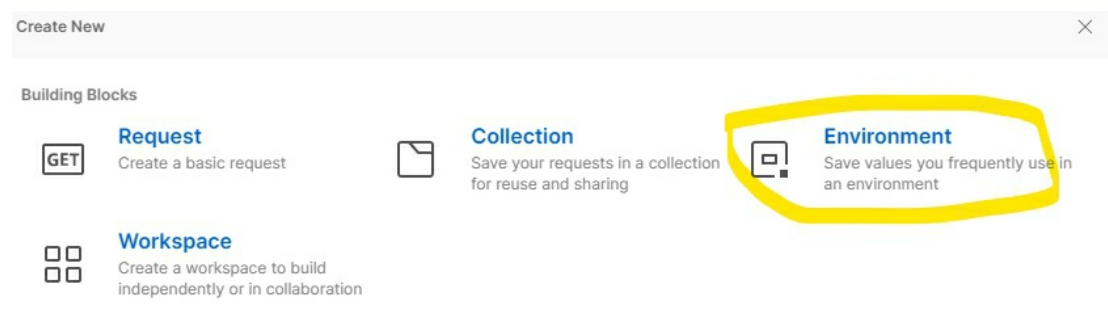 Create New
Building Blocks
Request
GET
Create a basic request
Collection
Save your requests in a collection
for reuse and sharing
Environment
Save values you frequently use in
an environment
Workspace
Create a workspace to build
independently or in collaboration